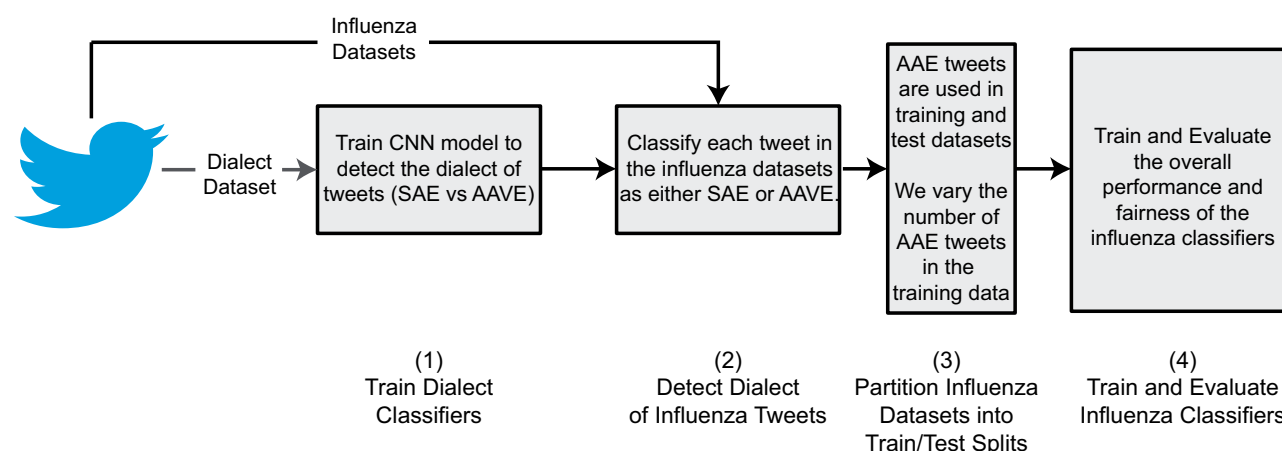 Influenza
Datasets
Dialect
Dataset
Train CNN model to
detect the dialect of
tweets (SAE vs AAVE)
Classify each tweet in
the influenza datasets
as either SAE or AAVE.
AAE tweets
are used in
training and
test datasets
We vary the
number of
AAE tweets
in the
training data
Train and Evaluate
the overall
performance and
fairness of the
influenza classifiers
(1)
Train Dialect
Classifiers
(2)
Detect Dialect
of Influenza Tweets
(3)
Partition Influenza
Datasets into
Train/Test Splits
(4)
Train and Evaluate
Influenza Classifiers